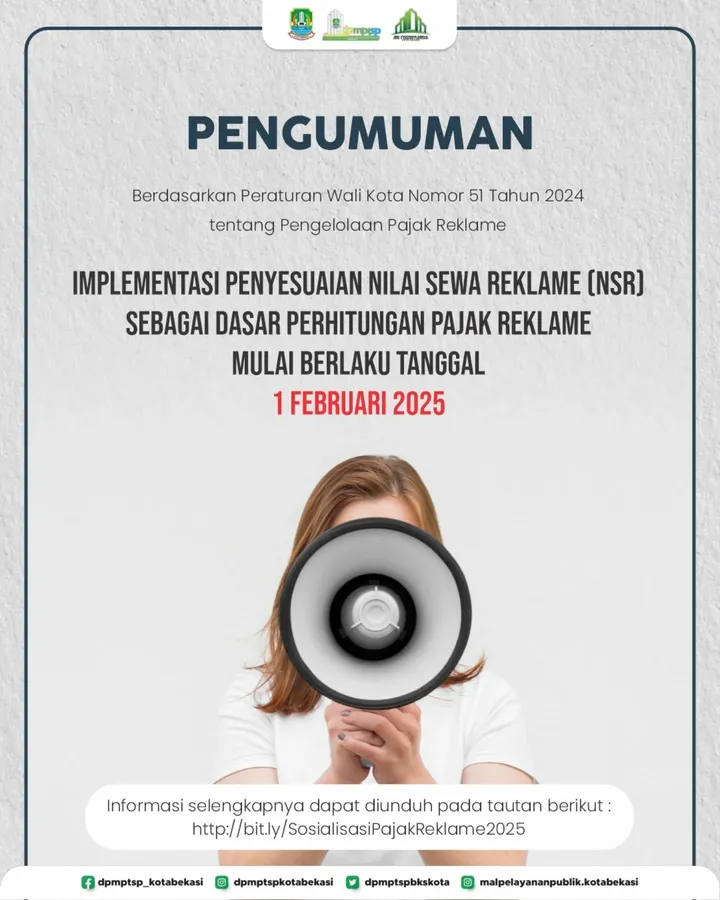 dpmptsp
PENGUMUMAN
Berdasarkan Peraturan Wali Kota Nomor 51 Tahun 2024
tentang Pengelolaan Pajak Reklame
IMPLEMENTASI PENYESUAIAN NILAI SEWA REKLAME (NSR)
SEBAGAI DASAR PERHITUNGAN PAJAK REKLAME
MULAI BERLAKU TANGGAL
1 FEBRUARI 2025
Informasi selengkapnya dapat diunduh pada tautan berikut :
http://bit.ly/SosialisasiPajakReklame2025
dpmptsp_kotabekasi dpmptspkotabekasi dpmptspbkskota malpelayananpublik.kotabekasi